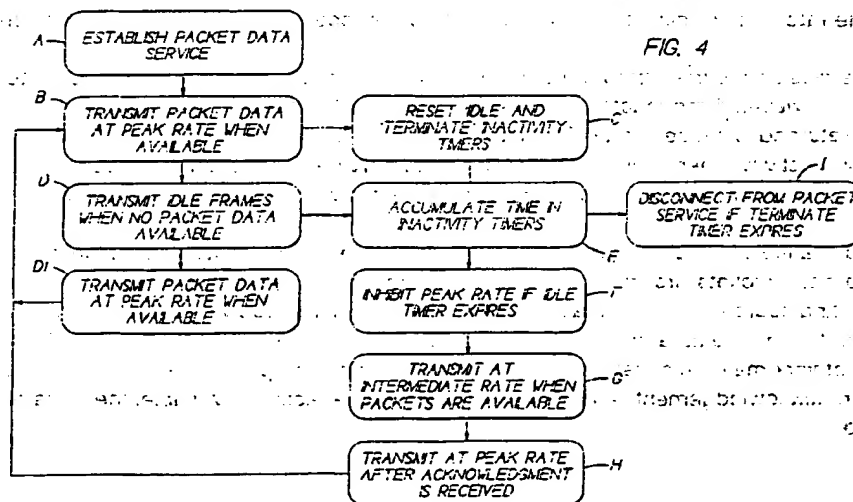 FIG. 4
A
ESTABLISH PACKET DATA
SERVICE
B
TRANSMIT PACKET DATA
AT PEAK RATE WHEN
AVAILABLE
RESET 'IDLE' AND
'TERMINATE' INACTIVITY
TIMERS
C
D
TRANSMIT IDLE FRAMES
WHEN NO PACKET DATA
AVAILABLE
ACCUMULATE TIME IN
INACTIVITY TIMERS
E
I
DISCONNECT FROM PACKET
SERVICE IF TERMINATE
TIMER EXPRES
D1
TRANSMIT PACKET DATA
AT PEAK RATE WHEN
AVAILABLE
INHIBIT PEAK RATE IF IDLE
TIMER EXPRES
F
TRANSMIT AT
INTERMEDIATE RATE WHEN
PACKETS ARE AVAILABLE
G
TRANSMIT AT PEAK RATE
AFTER ACKNOWLEDGMENT
IS RECEIVED
H